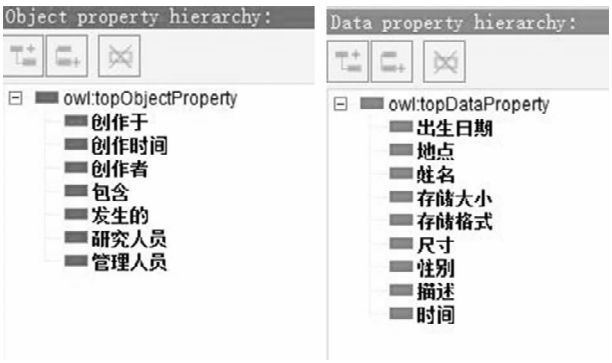 Object property hierarchy:
owl:topObjectProperty
创作于
创作时间
创作者
包含
发生的
研究人员
管理人员
Data property hierarchy:
owl:topDataProperty
出生日期
地点
姓名
存储大小
存储格式
尺寸
性别
描述
时间